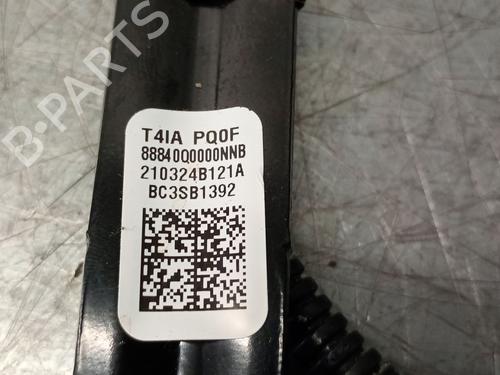 B-PARTS
T4IA PQ0F
88840Q0000NNB
210324B121A
BC3SB1392